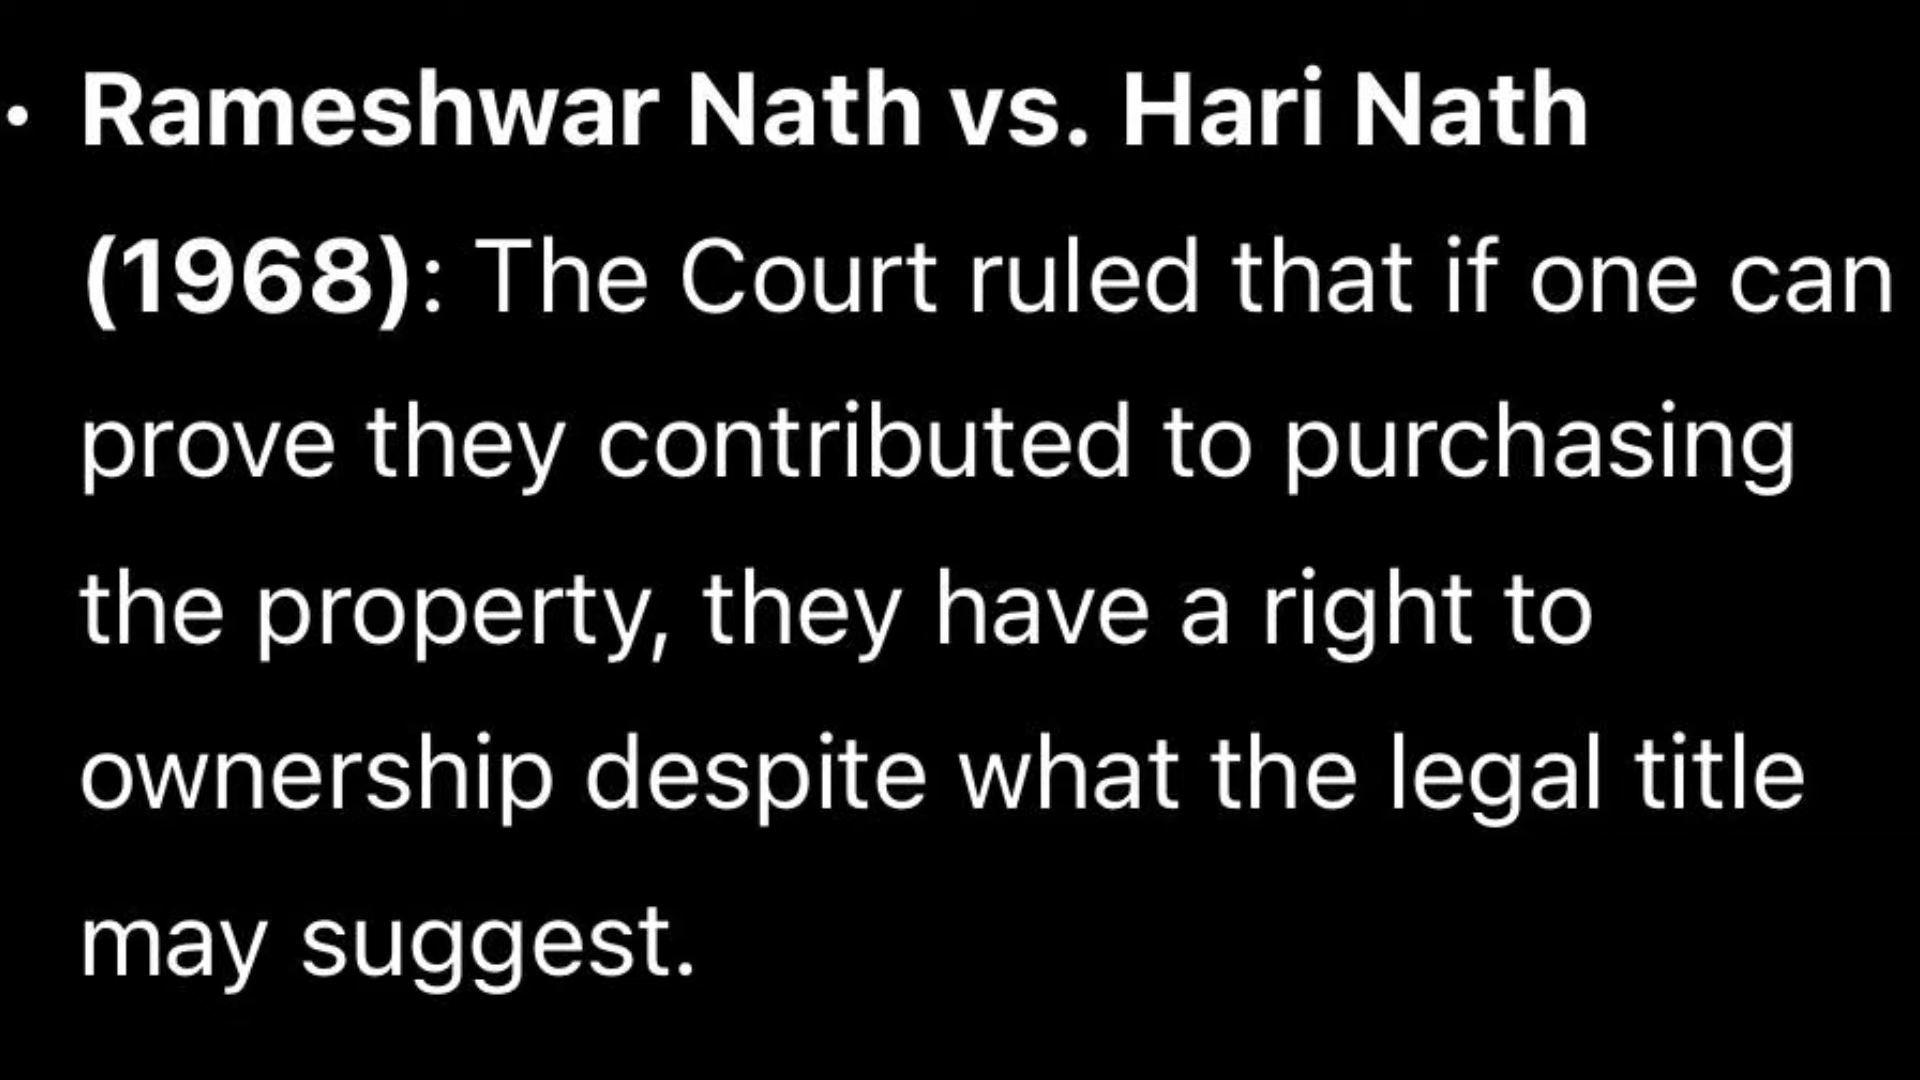 • Rameshwar Nath vs. Hari Nath
(1968): The Court ruled that if one can
prove they contributed to purchasing
the property, they have a right to
ownership despite what the legal title
may suggest.